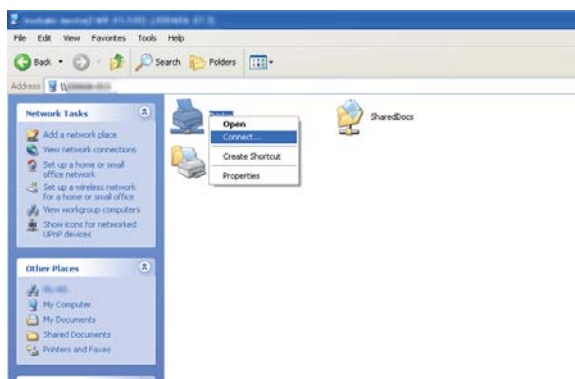 File Edit View Favorites Tools Help
Back Search Folders
Address \\
Network Tasks
Add a network place
View network connections
Set up a home or small
office network
Set up a wireless network
for a home or small office
View workgroup computers
Show icons for networked
UPnP devices
Other Places
My Computer
My Documents
Shared Documents
Printers and Faxes
Open
Connect...
Create Shortcut
Properties
SharedDocs